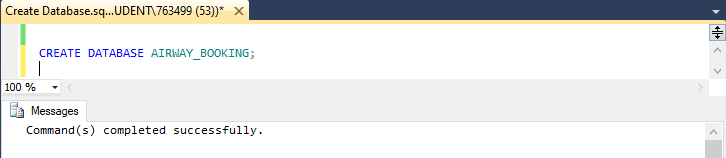 Create Database.sq...UDENT\763499 (53))*
CREATE DATABASE AIRWAY_BOOKING;
100 %
Messages
Command(s) completed successfully.